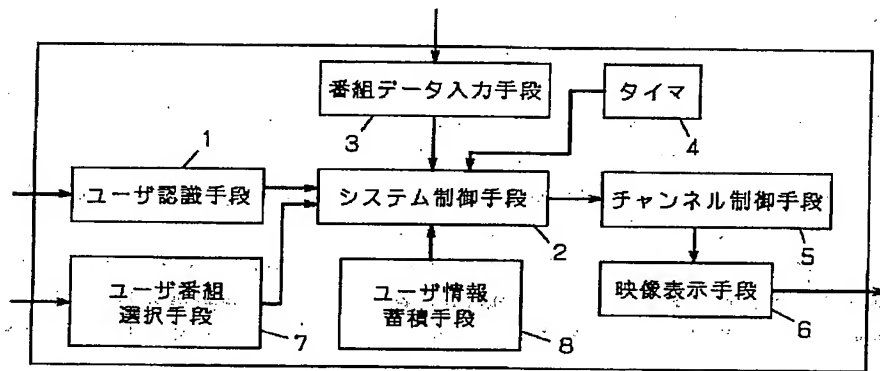 番組データ入力手段
タイマ
3
4
1
ユーザ認識手段
システム制御手段
チャンネル制御手段
2
5
ユーザ番組
選択手段
ユーザ情報
蓄積手段
映像表示手段
7
8
6